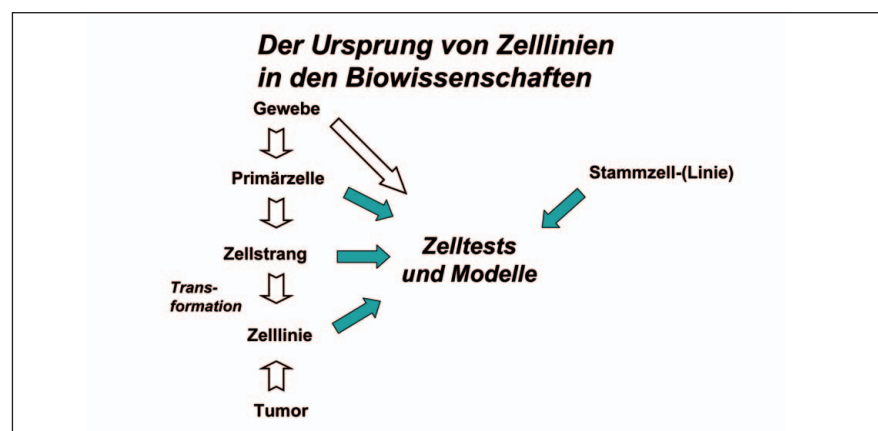 Der Ursprung von Zelllinien
in den Biowissenschaften
Gewebe
Primärzelle
Stammzell-(Linie)
Zellstrang
Zelltests
und Modelle
Trans-
formation
Zelllinie
Tumor